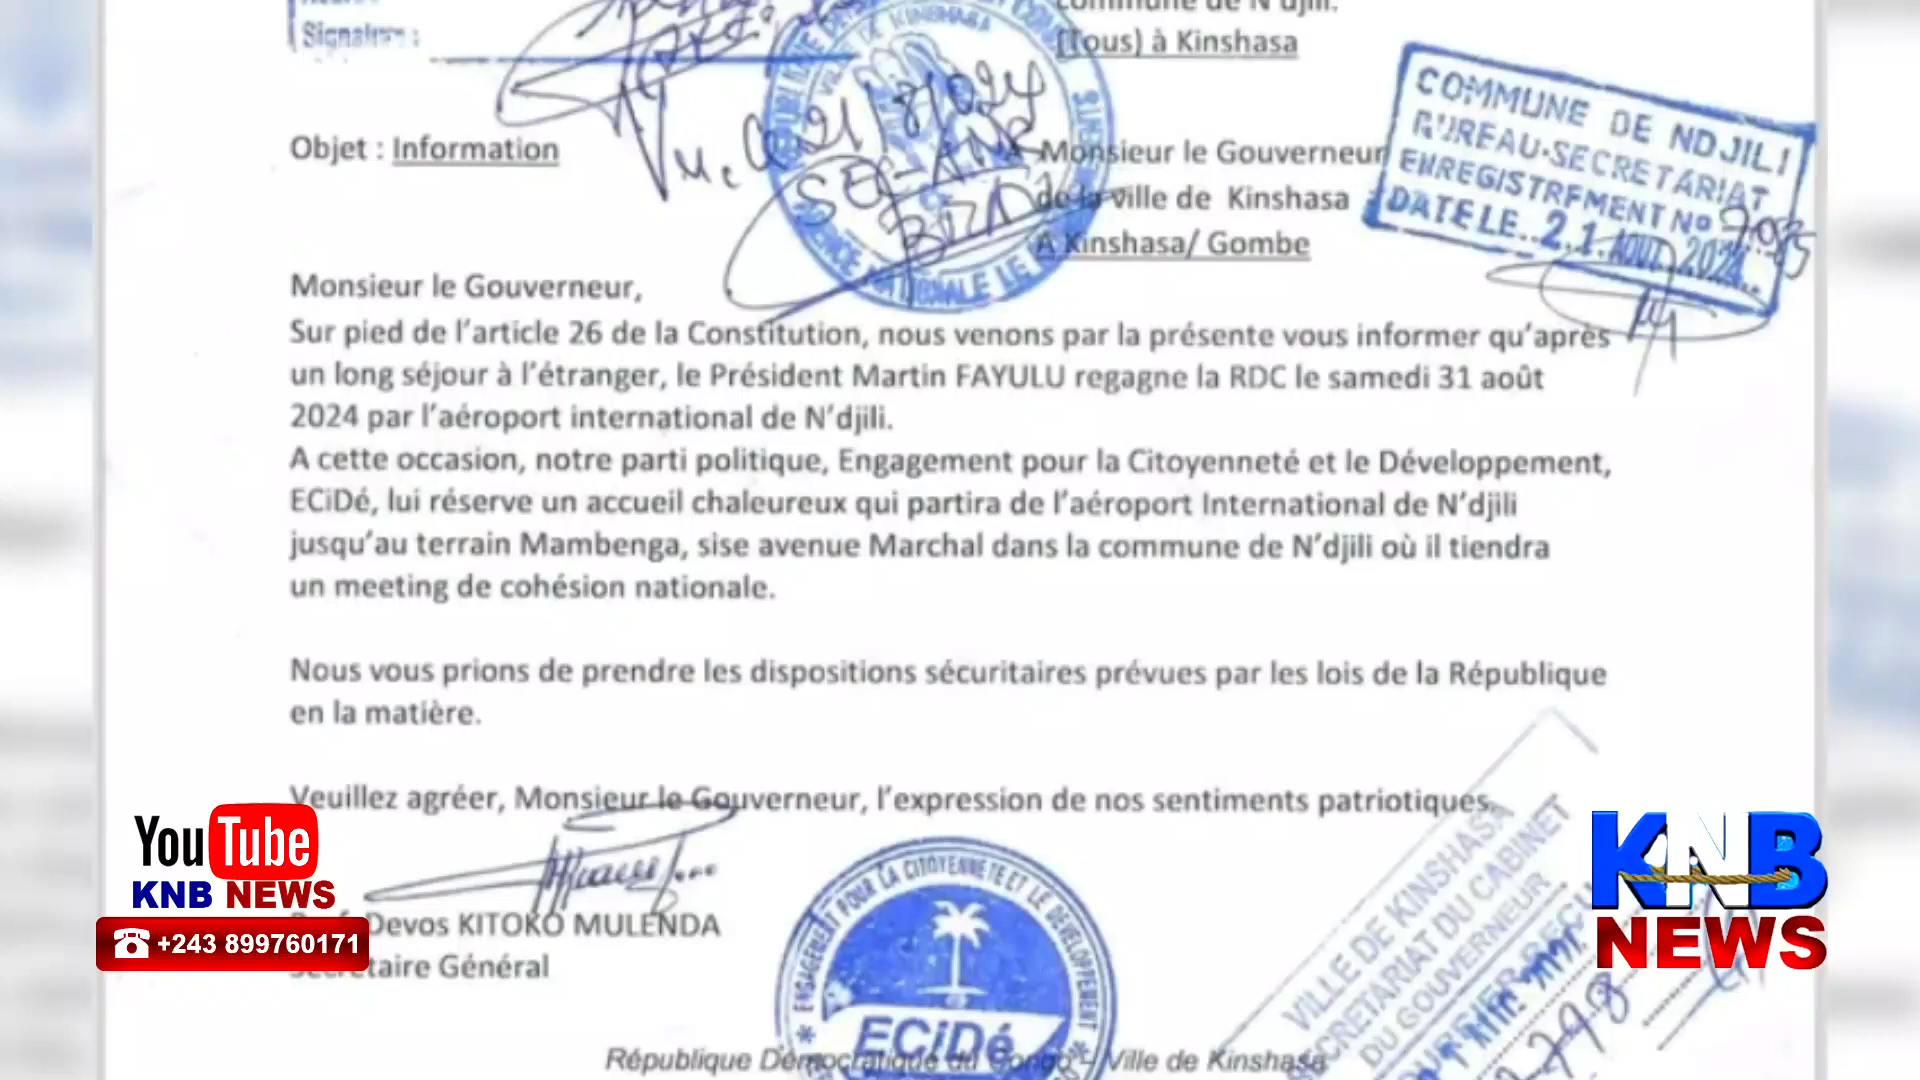 commune de N'djili.
Signature :
(Tous) à Kinshasa
COMMUNE DE NDJILI
BUREAU-SECRETARIAT
ENREGISTREMENT No
DATE LE.. 21 AOUT 2024
Vu, le 21/8/024
Objet : Information
Monsieur le Gouverneur
de la ville de Kinshasa
A Kinshasa/ Gombe
Monsieur le Gouverneur,
Sur pied de l'article 26 de la Constitution, nous venons par la présente vous informer qu'après
un long séjour à l'étranger, le Président Martin FAYULU regagne la RDC le samedi 31 août
2024 par l'aéroport international de N'djili.
A cette occasion, notre parti politique, Engagement pour la Citoyenneté et le Développement,
ECiDé, lui réserve un accueil chaleureux qui partira de l'aéroport International de N'djili
jusqu'au terrain Mambenga, sise avenue Marchal dans la commune de N'djili où il tiendra
un meeting de cohésion nationale.
Nous vous prions de prendre les dispositions sécuritaires prévues par les lois de la République
en la matière.
Veuillez agréer, Monsieur le Gouverneur, l'expression de nos sentiments patriotiques.
YouTube
KNB NEWS
+243 899760171
Devos KITOKO MULENDA
Secrétaire Général
ENGAGEMENT POUR LA CITOYENNETE ET LE DEVELOPPEMENT
ECiDé
VILLE DE KINSHASA
SECRETARIAT DU CABINET
DU GOUVERNEUR
KNB
NEWS
République Démocratique du Congo – Ville de Kinshasa